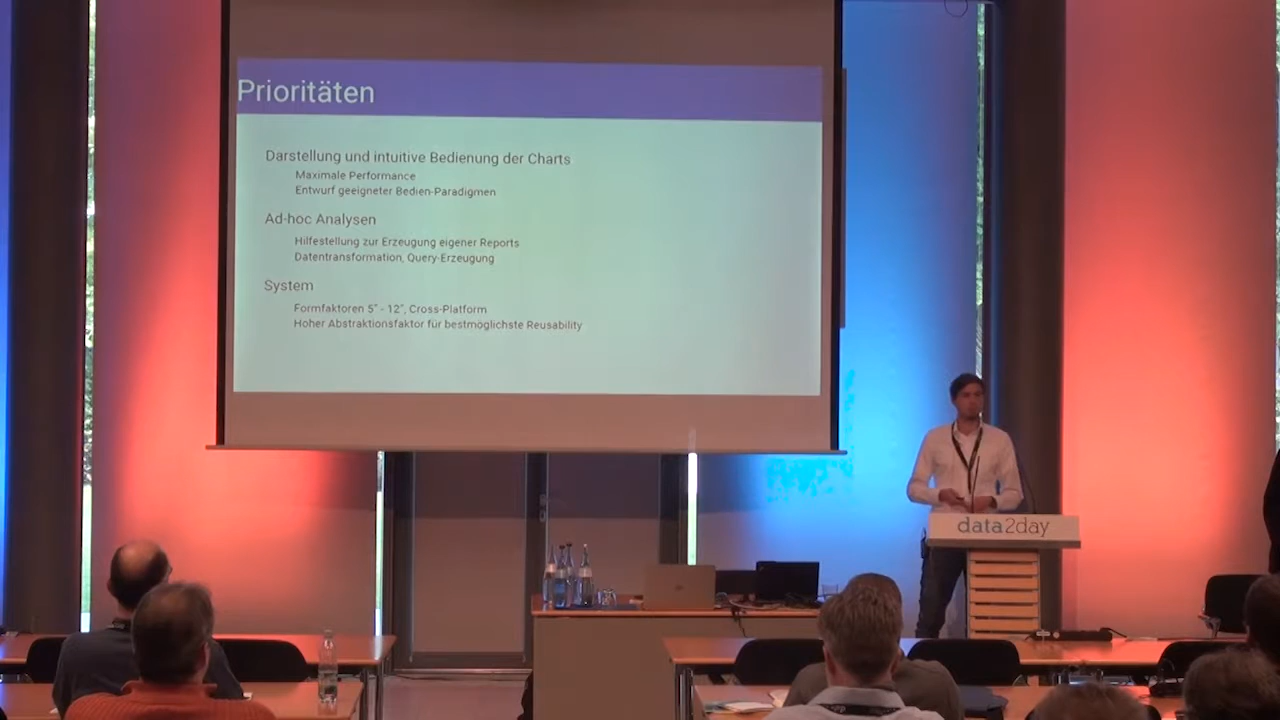 Prioritäten
Darstellung und intuitive Bedienung der Charts
Maximale Performance
Entwurf geeigneter Bedien-Paradigmen
Ad-hoc Analysen
Hilfestellung zur Erzeugung eigener Reports
Datentransformation, Query-Erzeugung
System
Formfaktoren 5" - 12", Cross-Platform
Hoher Abstraktionsfaktor für bestmöglichste Reusability
data2day